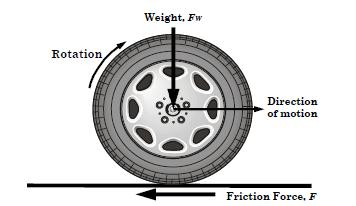 Weight, Fw
Rotation
Direction
of motion
Friction Force, F